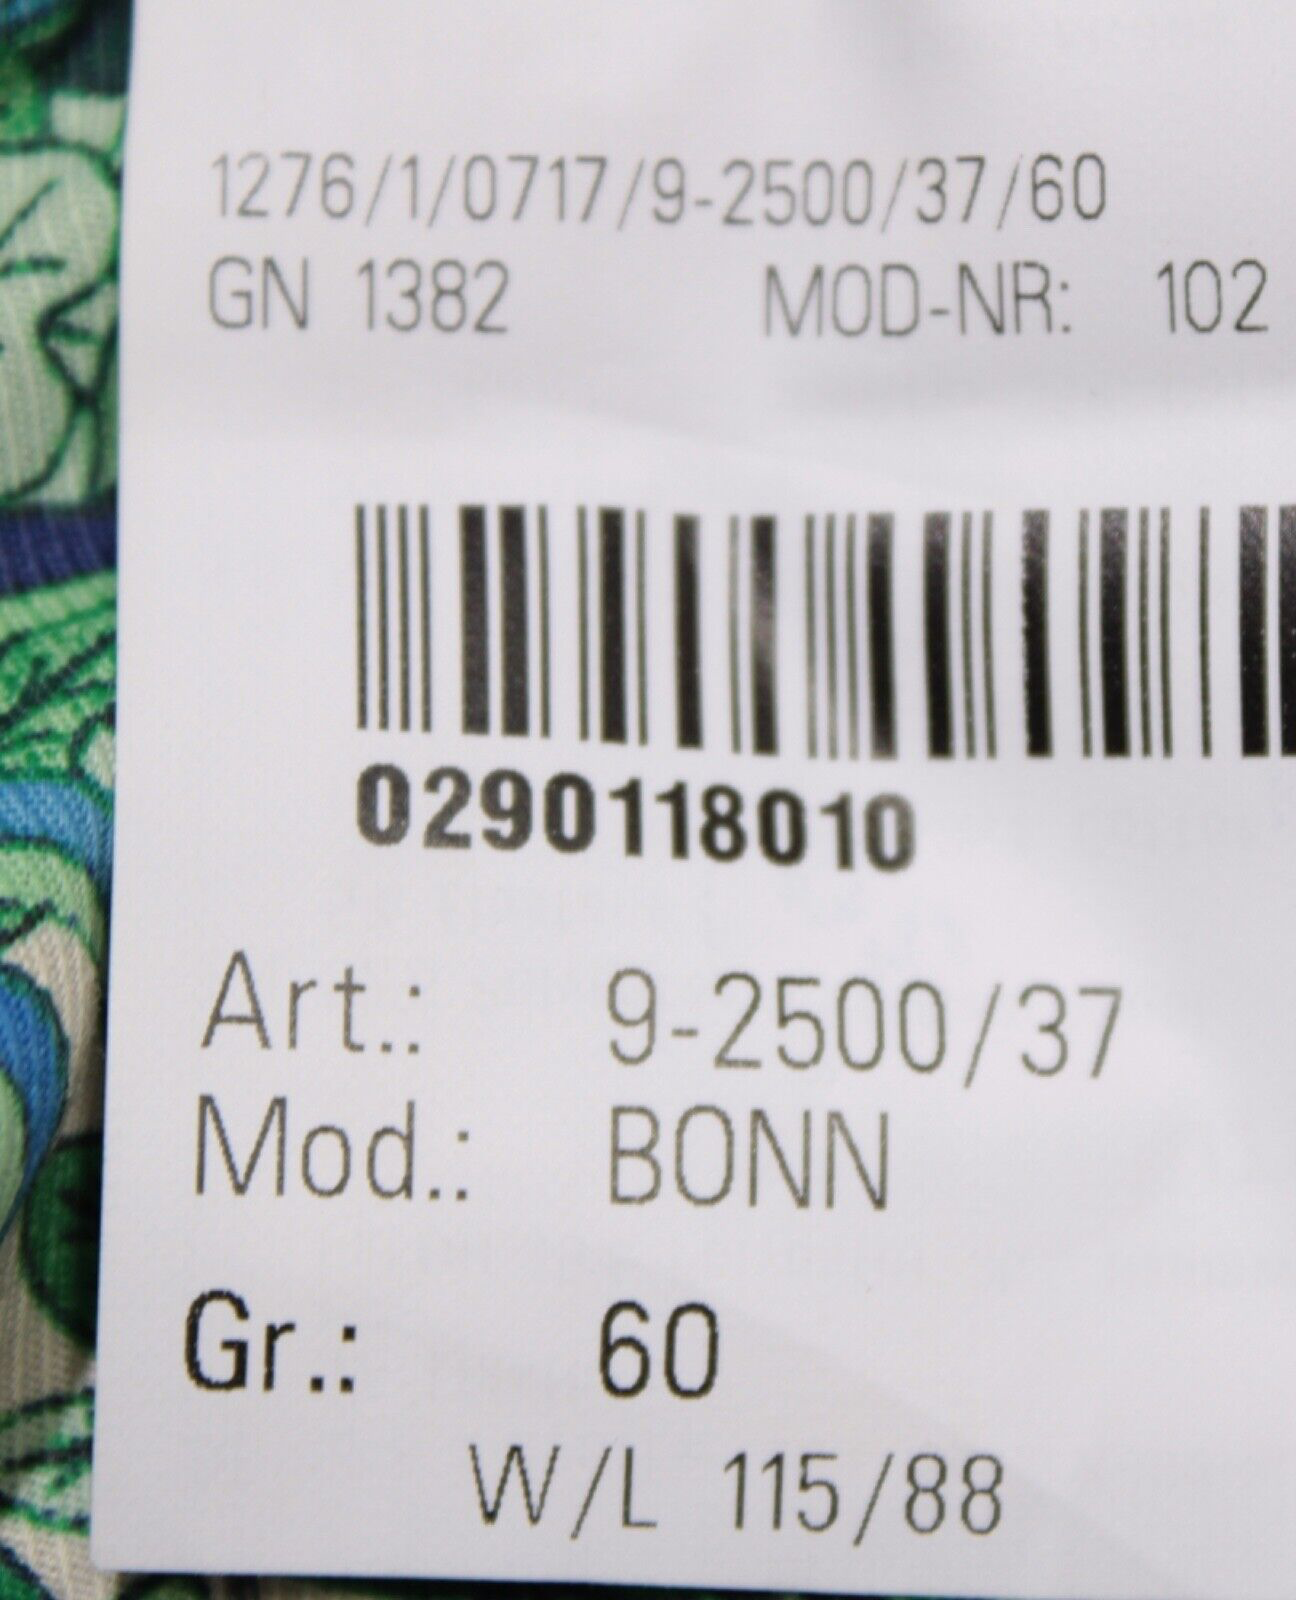 1276/1/0717/9-2500/37/60
GN 1382 MOD-NR: 102
0290118010
Art.: 9-2500/37
Mod.: BONN
Gr.: 60
W/L 115/88